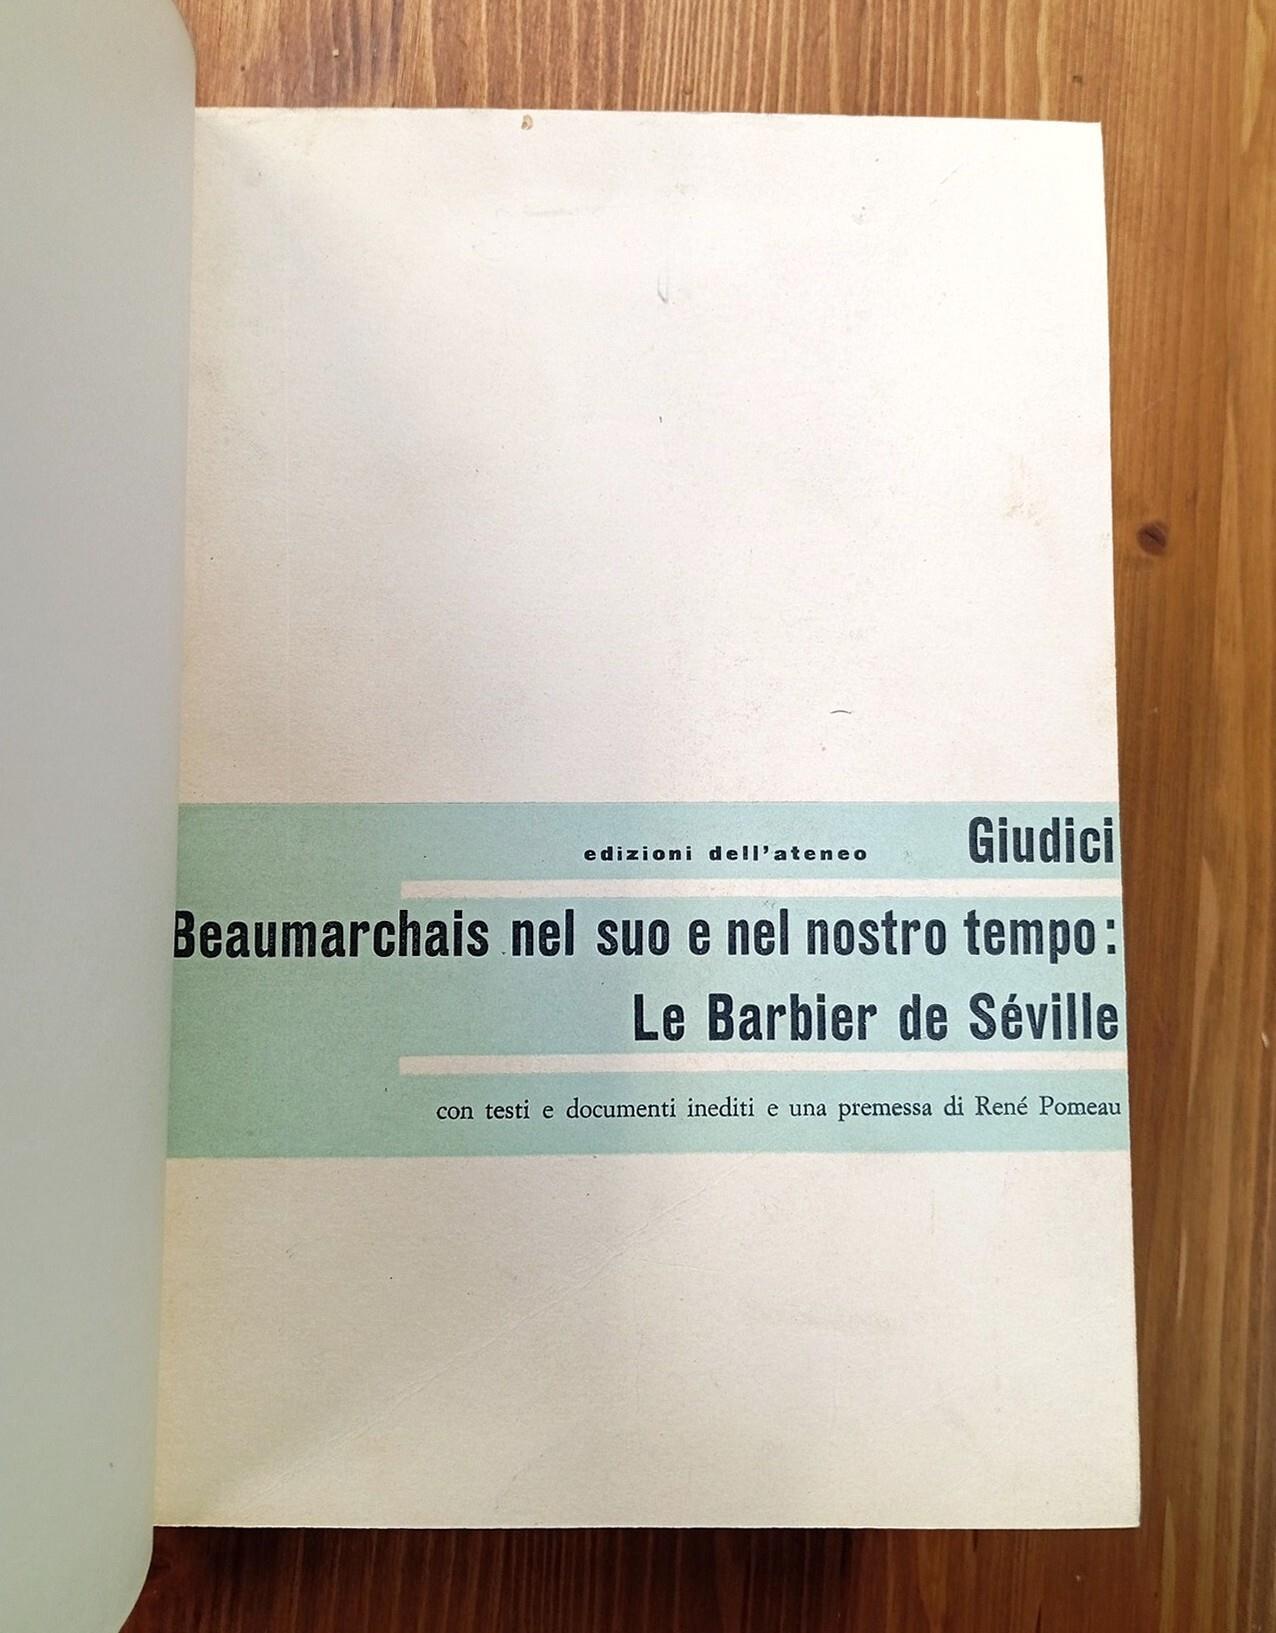 Giudici
edizioni dell'ateneo
Beaumarchais nel suo e nel nostro tempo:
Le Barbier de Séville
con testi e documenti inediti e una premessa di René Pomeau